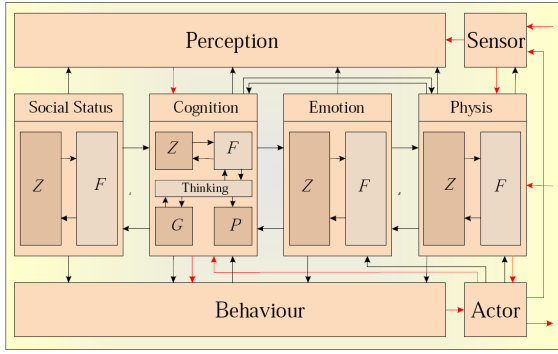 Perception
Sensor
Social Status
Cognition
Emotion
Physis
Z
F
Z
F
Thinking
G
P
Z
F
Z
F
Behaviour
Actor